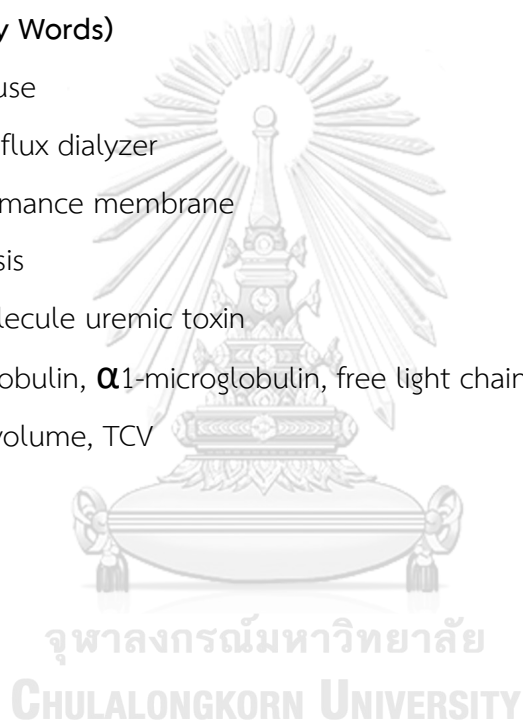 y Words)
use
flux dialyzer
mance membrane
sis
lecule uremic toxin
obulin, α1-microglobulin, free light chain
volume, TCV
จุฬาลงกรณ์มหาวิทยาลัย
CHULALONGKORN UNIVERSITY